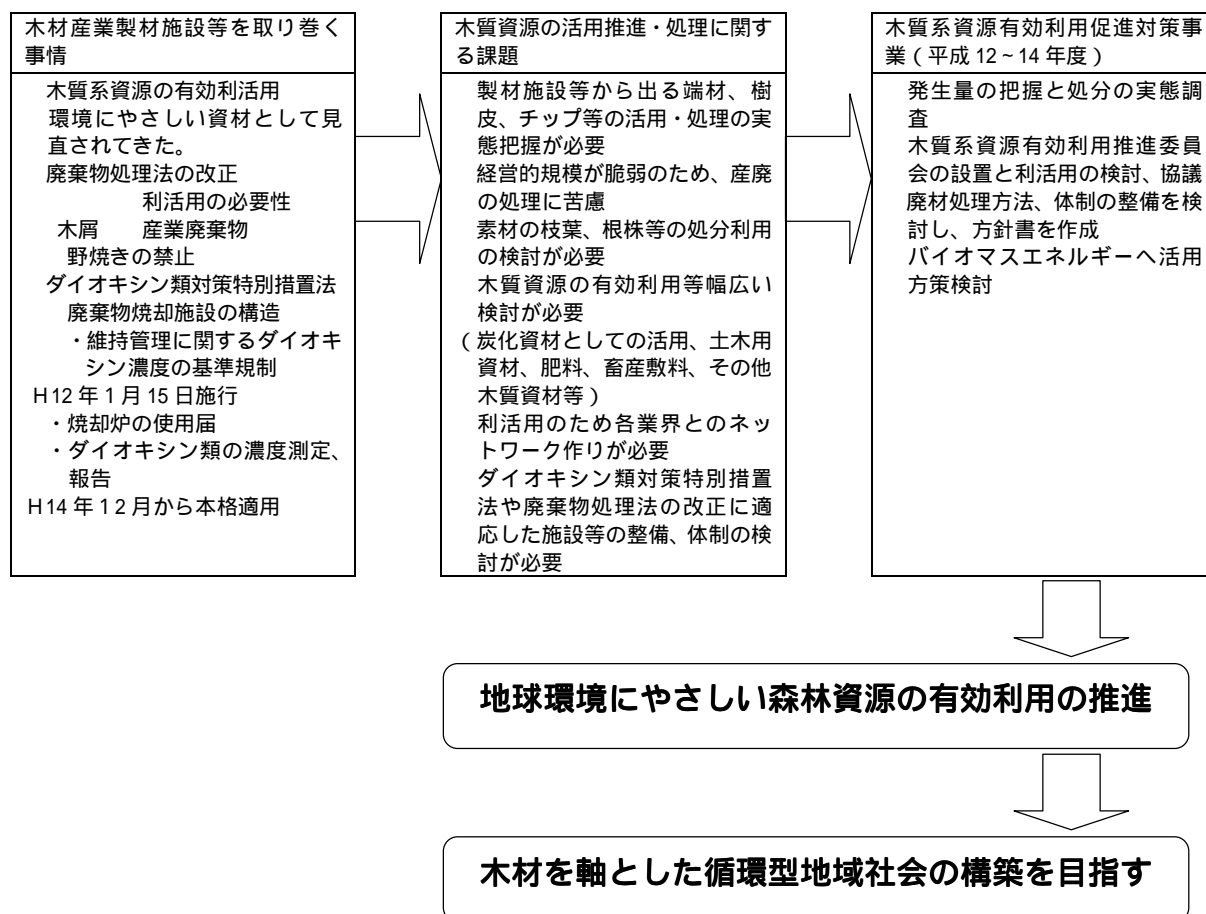 木材産業製材施設等を取り巻く
事情
木質系資源の有効利活用
環境にやさしい資材として見
直されてきた。
廃棄物処理法の改正
利活用の必要性
木屑 産業廃棄物
野焼きの禁止
ダイオキシン類対策特別措置法
廃棄物焼却施設の構造
・維持管理に関するダイオキ
シン濃度の基準規制
H12年1月15日施行
・焼却炉の使用届
・ダイオキシン類の濃度測定、
報告
H14年12月から本格適用
木質資源の活用推進・処理に関す
る課題
製材施設等から出る端材、樹
皮、チップ等の活用・処理の実
態把握が必要
経営的規模が脆弱のため、産廃
の処理に苦慮
素材の枝葉、根株等の処分利用
の検討が必要
木質資源の有効利用等幅広い
検討が必要
(炭化資材としての活用、土木用
資材、肥料、畜産敷料、その他
木質資材等)
利活用のため各業界とのネッ
トワーク作りが必要
ダイオキシン類対策特別措置
法や廃棄物処理法の改正に適
応した施設等の整備、体制の検
討が必要
木質系資源有効利用促進対策事
業(平成12~14年度)
発生量の把握と処分の実態調
査
木質系資源有効利用推進委員
会の設置と利活用の検討、協議
廃材処理方法、体制の整備を検
討し、方針書を作成
バイオマスエネルギーへ活用
方策検討
地球環境にやさしい森林資源の有効利用の推進
木材を軸とした循環型地域社会の構築を目指す